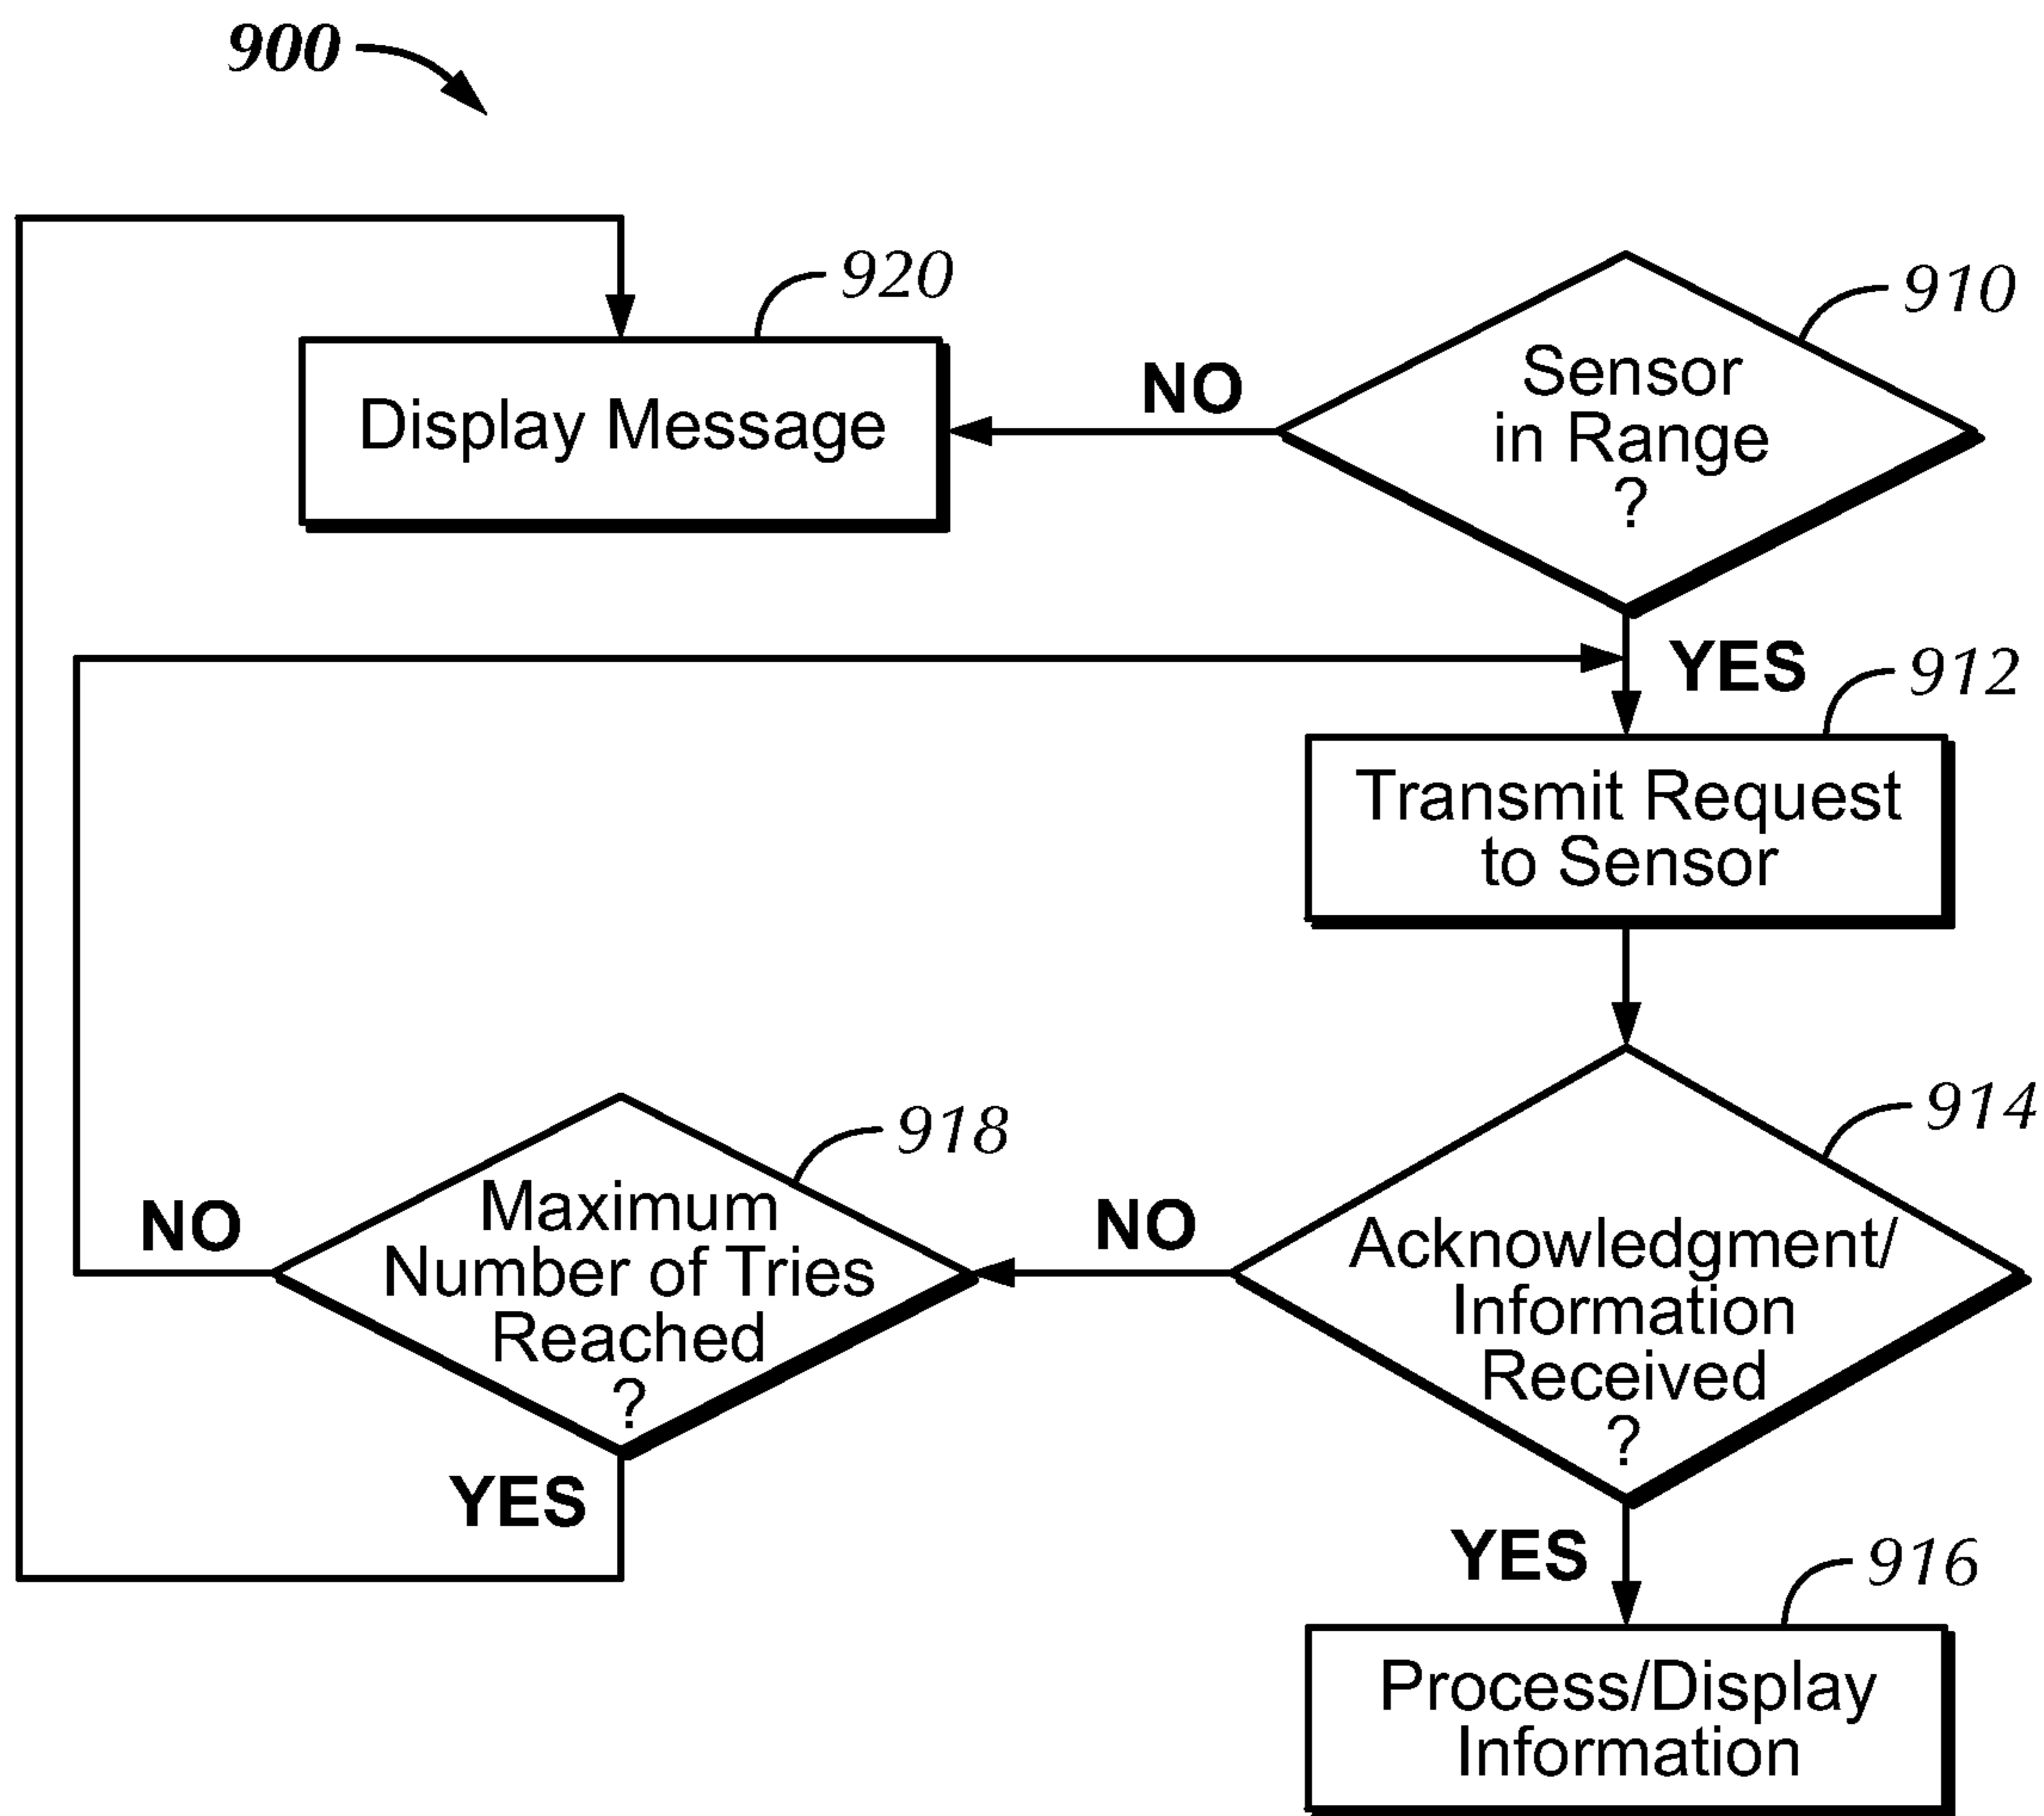 900
920
910
Sensor
in Range
?
NO
Display Message
YES
912
Transmit Request
to Sensor
914
918
Maximum
Number of Tries
Reached
?
NO
NO
Acknowledgment/
Information
Received
?
YES
YES
916
Process/Display
Information